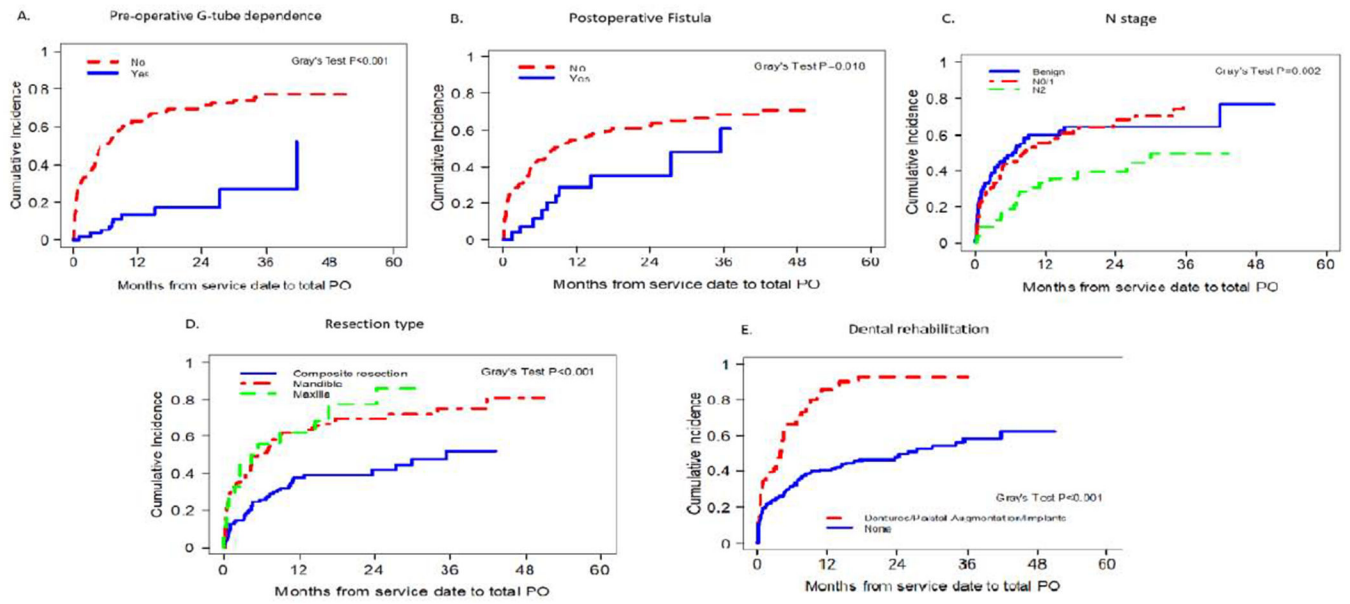 A. Pre-operative G-tube dependence
Cumulative Incidence
1
0.8
0.6
0.4
0.2
0
No
Yes
Gray's Test P<0.001
0 12 24 36 48 60
Months from service date to total PO
B. Postoperative Fistula
Cumulative Incidence
1
0.8
0.6
0.4
0.2
0
No
Yes
Gray's Test P=0.010
0 12 24 36 48 60
Months from service date to total PO
C. N stage
Cumulative Incidence
1
0.8
0.6
0.4
0.2
0
Benign
N0/1
N2
Gray's Test P=0.002
0 12 24 36 48 60
Months from service date to total PO
D. Resection type
Cumulative Incidence
1
0.8
0.6
0.4
0.2
0
Composite resection
Mandible
Maxilla
Gray's Test P<0.001
0 12 24 36 48 60
Months from service date to total PO
E. Dental rehabilitation
Cumulative Incidence
1
0.8
0.6
0.4
0.2
0
Gray's Test P<0.001
Dentures/Palatal Augmentation/Implants
None
0 12 24 36 48 60
Months from service date to total PO